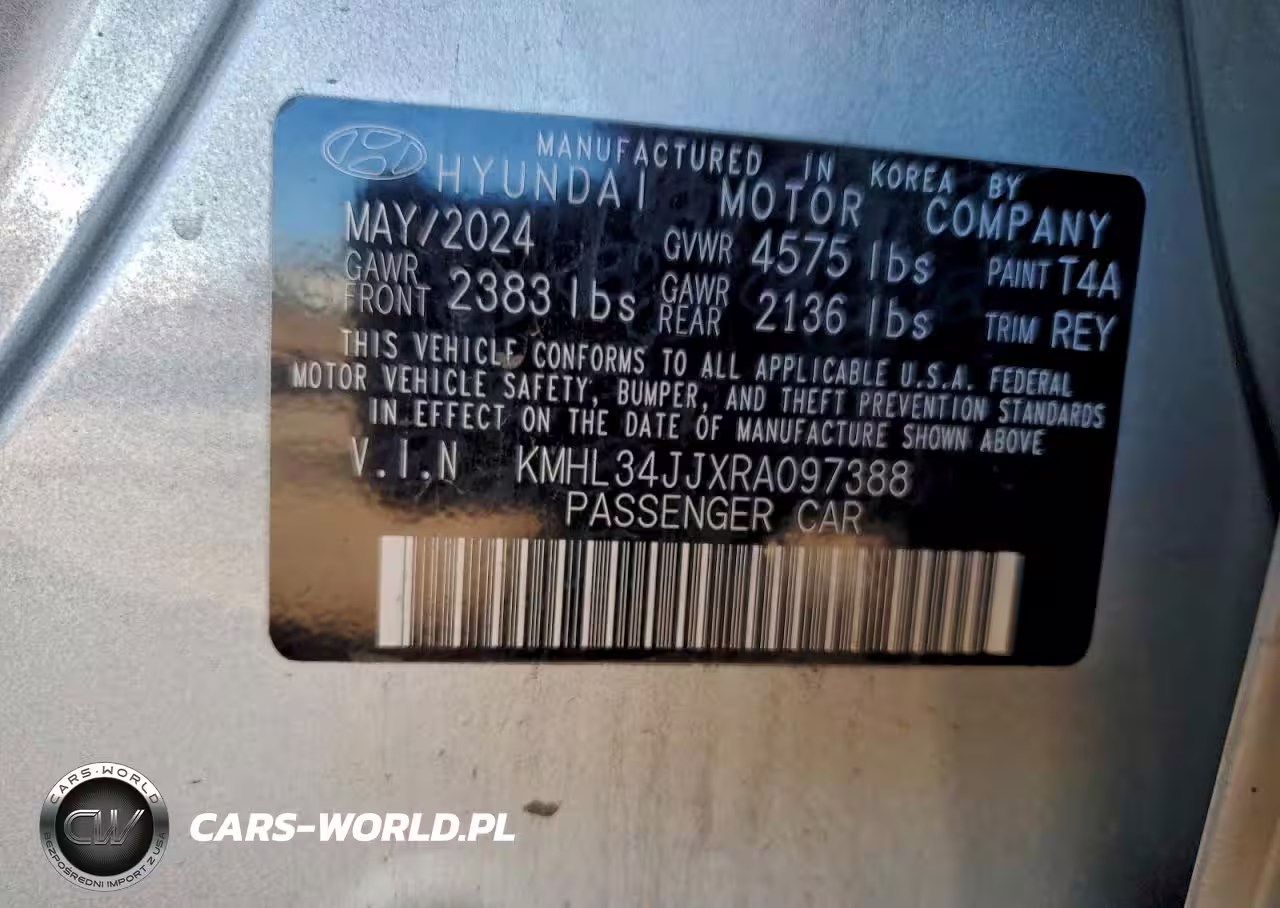 MANUFACTURED IN KOREA BY
HYUNDAI MOTOR COMPANY
MAY/2024 GVWR 4575 lbs PAINT T4A
GAWR FRONT 2383 lbs GAWR REAR 2136 lbs TRIM REY
THIS VEHICLE CONFORMS TO ALL APPLICABLE U.S.A. FEDERAL
MOTOR VEHICLE SAFETY, BUMPER, AND THEFT PREVENTION STANDARDS
IN EFFECT ON THE DATE OF MANUFACTURE SHOWN ABOVE
V.I.N KMHL34JJXRA097388
PASSENGER CAR
CARS-WORLD
CW
BEZPOŚREDNI IMPORT Z USA
CARS-WORLD.PL